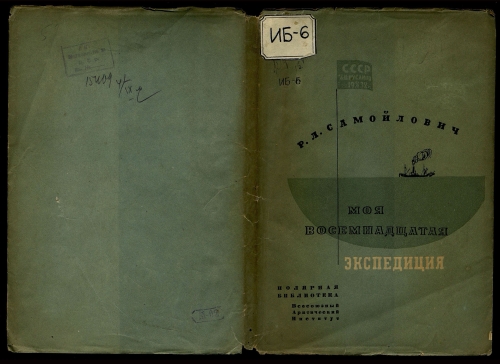 ИБ-6
ИБ-6
СССР
Р. Л. САМОЙЛОВИЧ
МОЯ
ВОСЕМНАДЦАТАЯ
ЭКСПЕДИЦИЯ
ПОЛЯРНАЯ
БИБЛИОТЕКА
Всесоюзный
Арктический
Институт